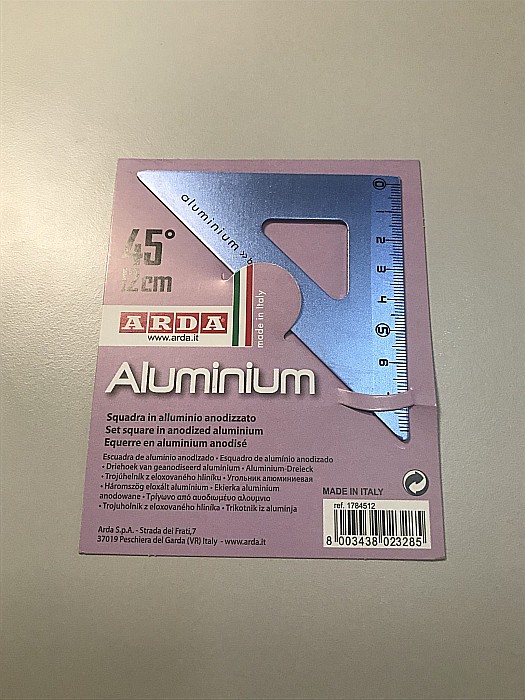 aluminium »
0 1 2 3 4 5 6
45°
12cm
ARDA
www.arda.it
made in Italy
Aluminium
Squadra in alluminio anodizzato
Set square in anodized aluminium
Equerre en aluminium anodisé
Escuadra de aluminio anodizado • Esquadro de alumínio anodizado
• Driehoek van geanodiseerd aluminium • Aluminium-Dreieck
• Trojúhelník z eloxovaného hliníku • Угольник алюминиевая
• Háromszög eloxált alumínium • Ekierka aluminium
anodowane • Τρίγωνο από ανοδιωμένο αλουμινιο
• Trojuholník z eloxovaného hliníka • Trikotnik iz aluminja
Arda S.p.A. - Strada dei Frati,7
37019 Peschiera del Garda (VR) Italy - www.arda.it
MADE IN ITALY
ref. 1784512
8 003438 023285